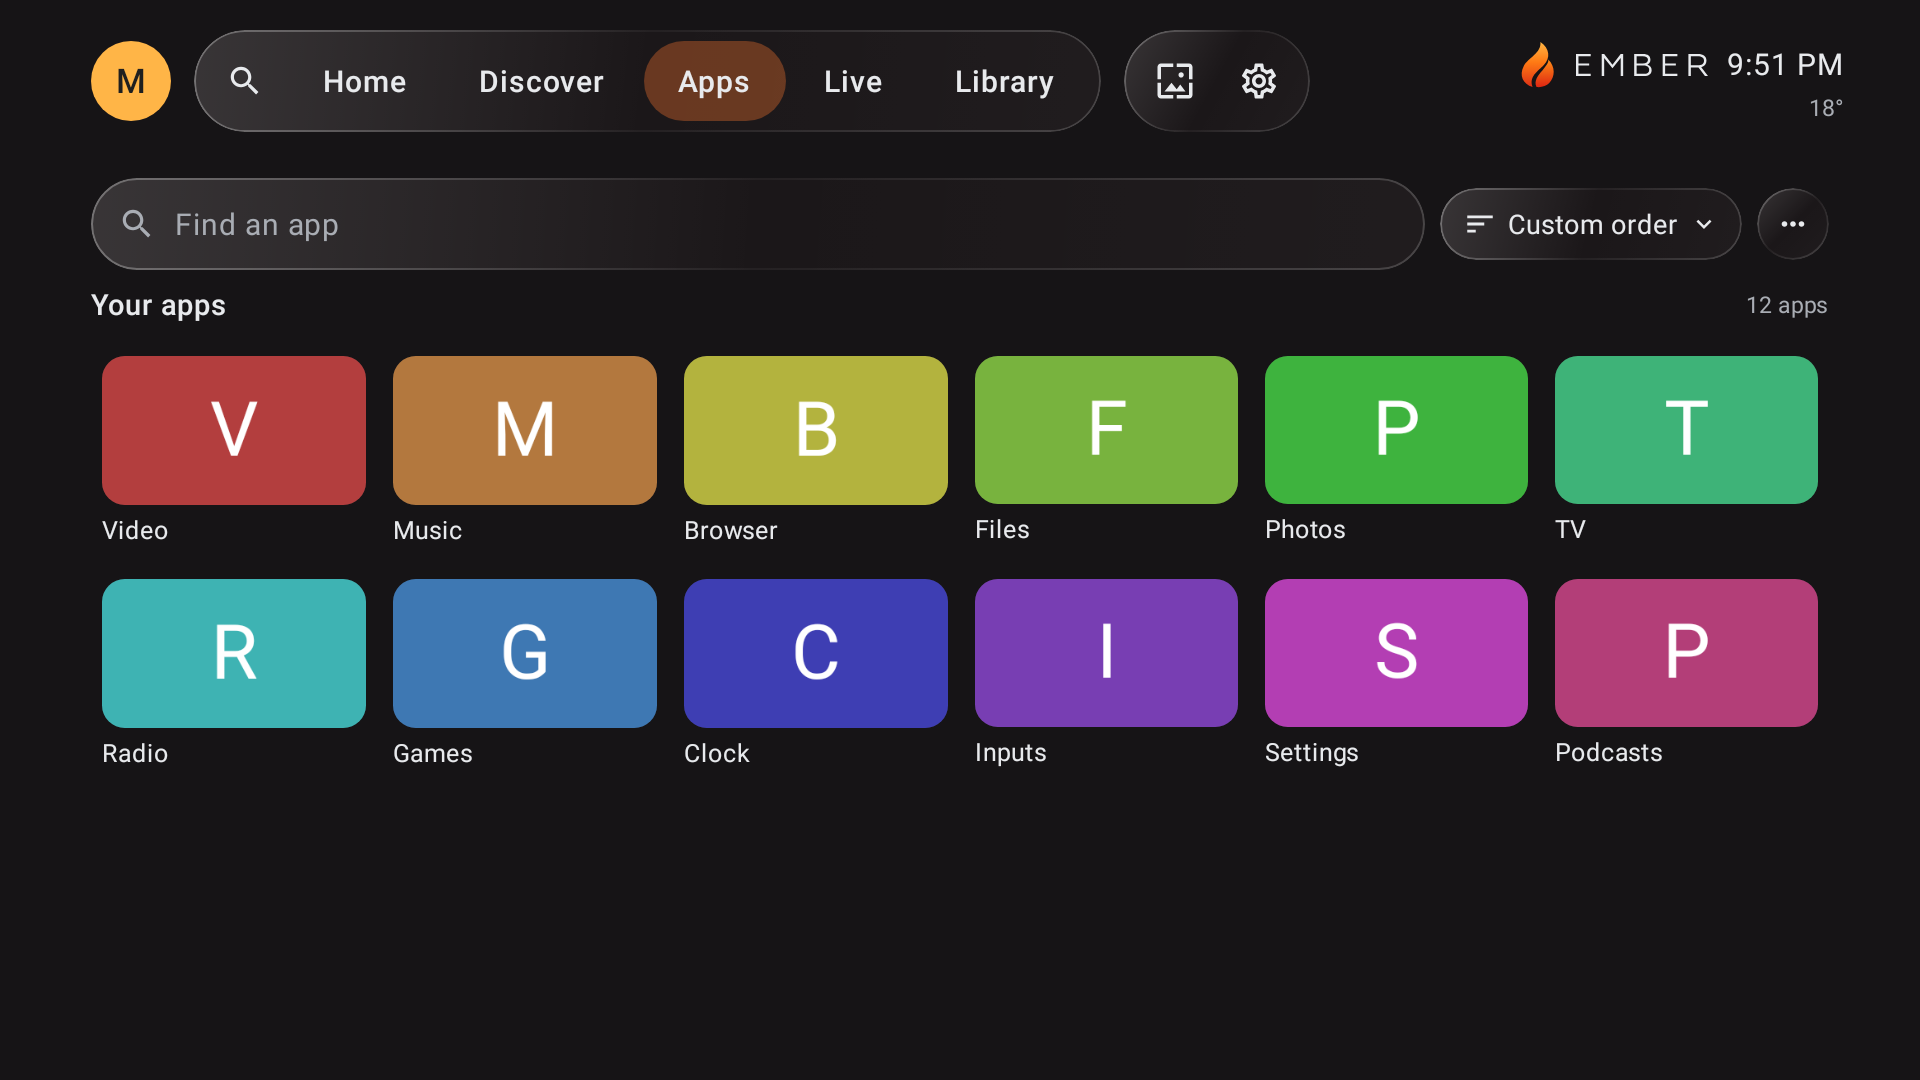 M Home Discover Apps Live Library EMBER 9:51 PM
18°
Find an app Custom order
Your apps 12 apps
V M B F P T
Video Music Browser Files Photos TV
R G C I S P
Radio Games Clock Inputs Settings Podcasts